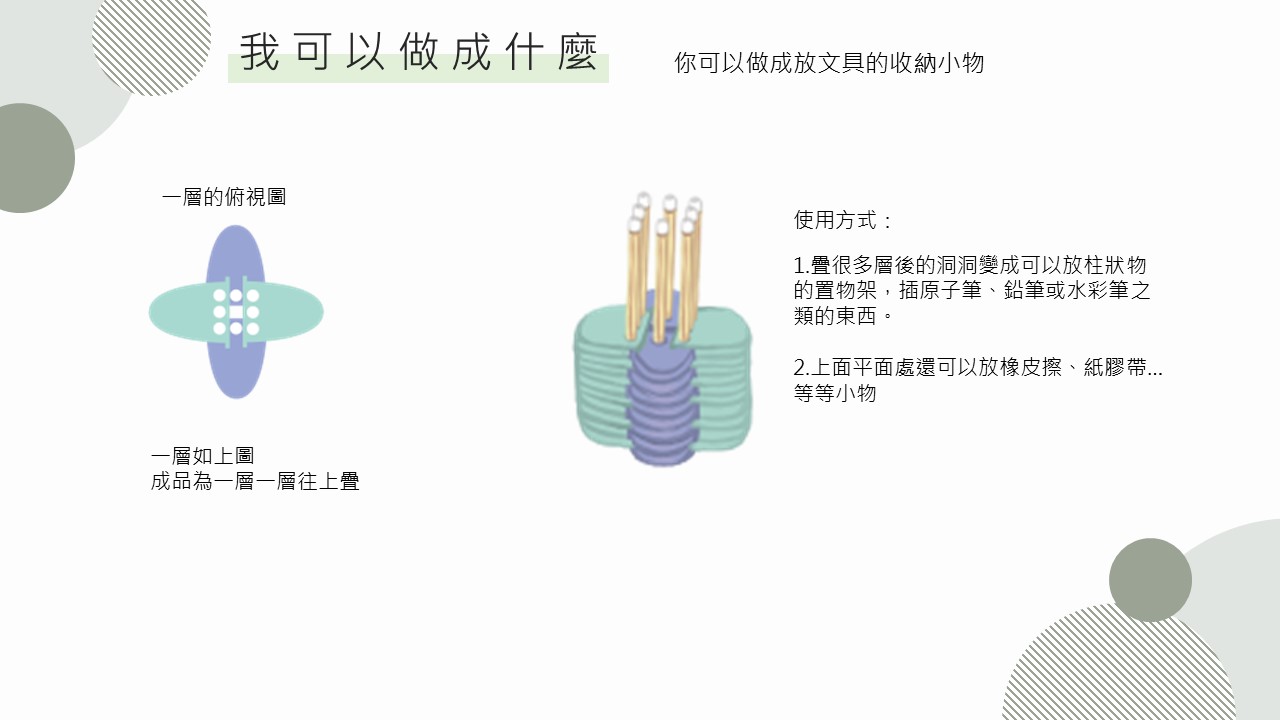 我可以做成什麼
你可以做成放文具的收納小物
一層的俯視圖
一層如上圖
成品為一層一層往上疊
使用方式：
1.疊很多層後的洞洞變成可以放柱狀物
的置物架，插原子筆、鉛筆或水彩筆之
類的東西。
2.上面平面處還可以放橡皮擦、紙膠帶…
等等小物